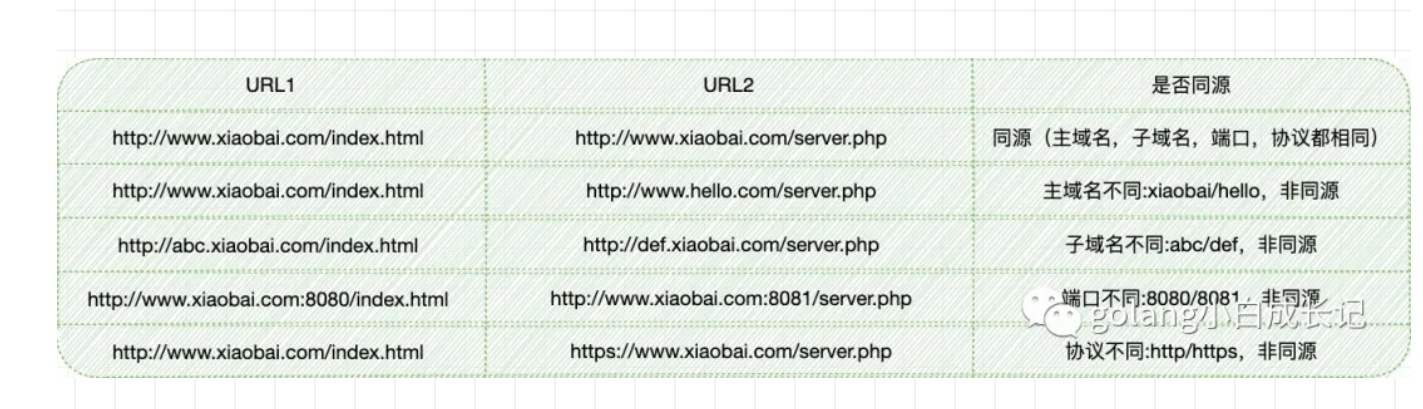 URL1 URL2 是否同源
http://www.xiaobai.com/index.html http://www.xiaobai.com/server.php 同源（主域名，子域名，端口，协议都相同）
http://www.xiaobai.com/index.html http://www.hello.com/server.php 主域名不同:xiaobai/hello，非同源
http://abc.xiaobai.com/index.html http://def.xiaobai.com/server.php 子域名不同:abc/def，非同源
http://www.xiaobai.com:8080/index.html http://www.xiaobai.com:8081/server.php 端口不同:8080/8081，非同源
golang小白成长记
http://www.xiaobai.com/index.html https://www.xiaobai.com/server.php 协议不同:http/https，非同源